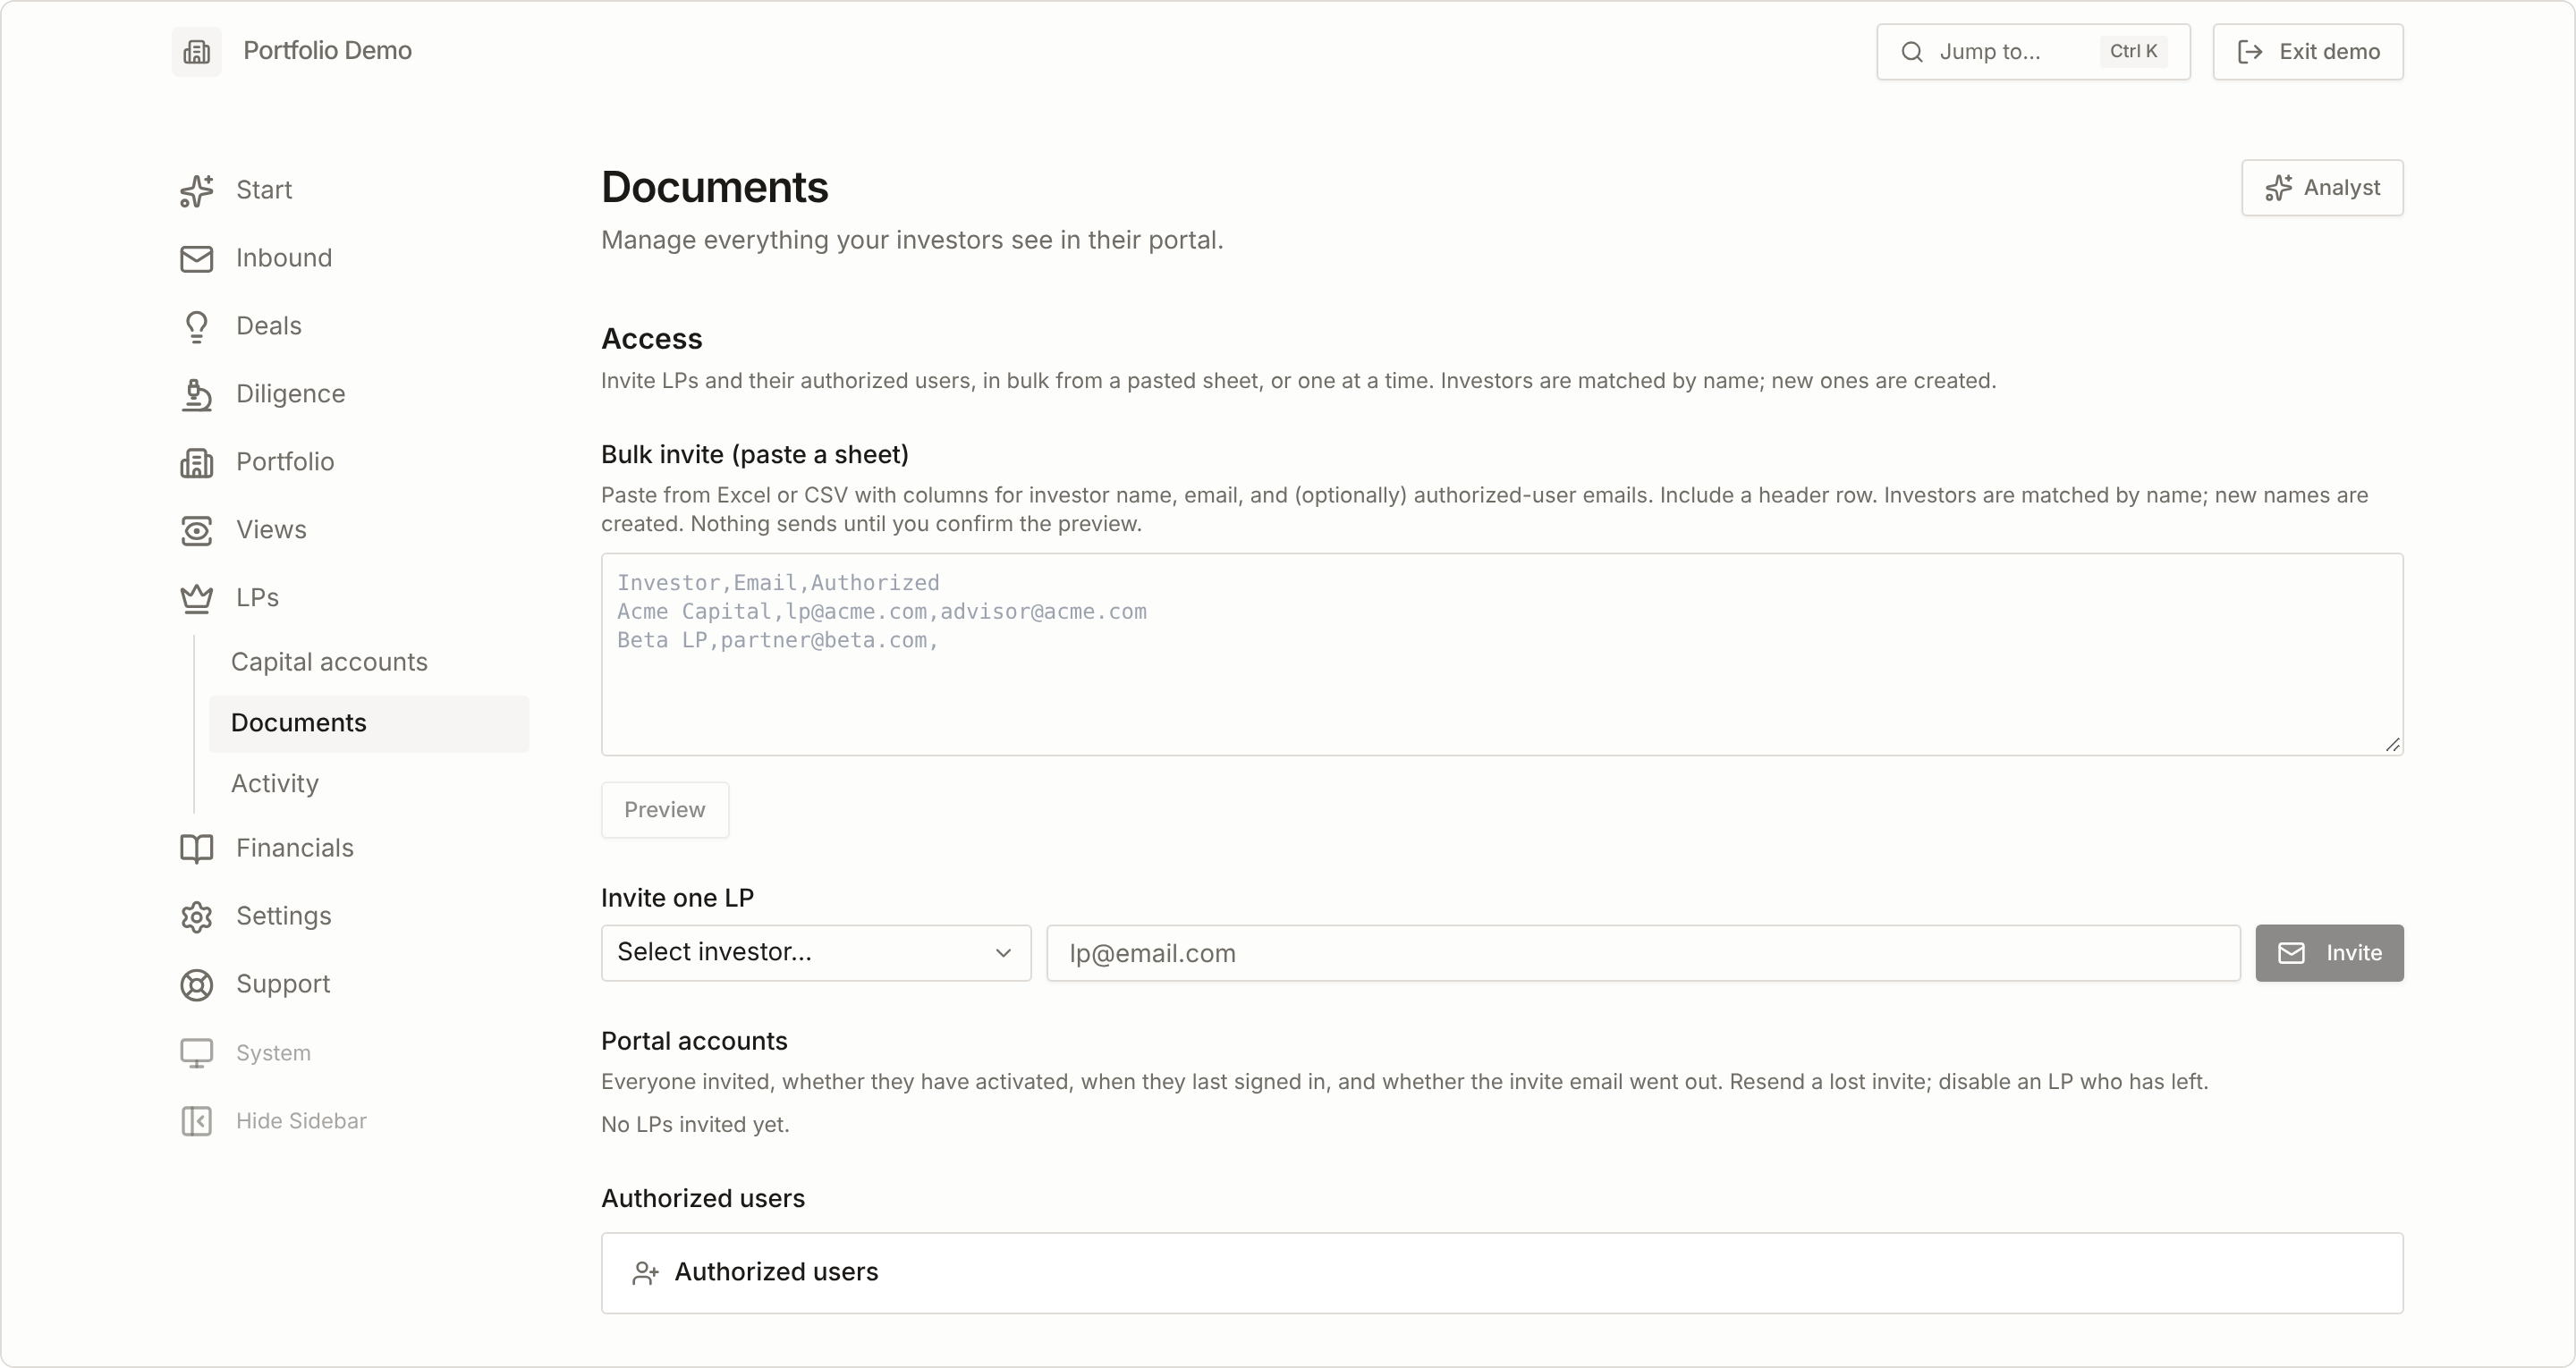 Portfolio Demo
Jump to...
Ctrl K
Exit demo
Start
Inbound
Deals
Diligence
Portfolio
Views
LPs
Capital accounts
Documents
Activity
Financials
Settings
Support
System
Hide Sidebar
Documents
Analyst
Manage everything your investors see in their portal.
Access
Invite LPs and their authorized users, in bulk from a pasted sheet, or one at a time. Investors are matched by name; new ones are created.
Bulk invite (paste a sheet)
Paste from Excel or CSV with columns for investor name, email, and (optionally) authorized-user emails. Include a header row. Investors are matched by name; new names are
created. Nothing sends until you confirm the preview.
Investor,Email,Authorized
Acme Capital,lp@acme.com,advisor@acme.com
Beta LP,partner@beta.com,
Preview
Invite one LP
Select investor...
lp@email.com
Invite
Portal accounts
Everyone invited, whether they have activated, when they last signed in, and whether the invite email went out. Resend a lost invite; disable an LP who has left.
No LPs invited yet.
Authorized users
Authorized users